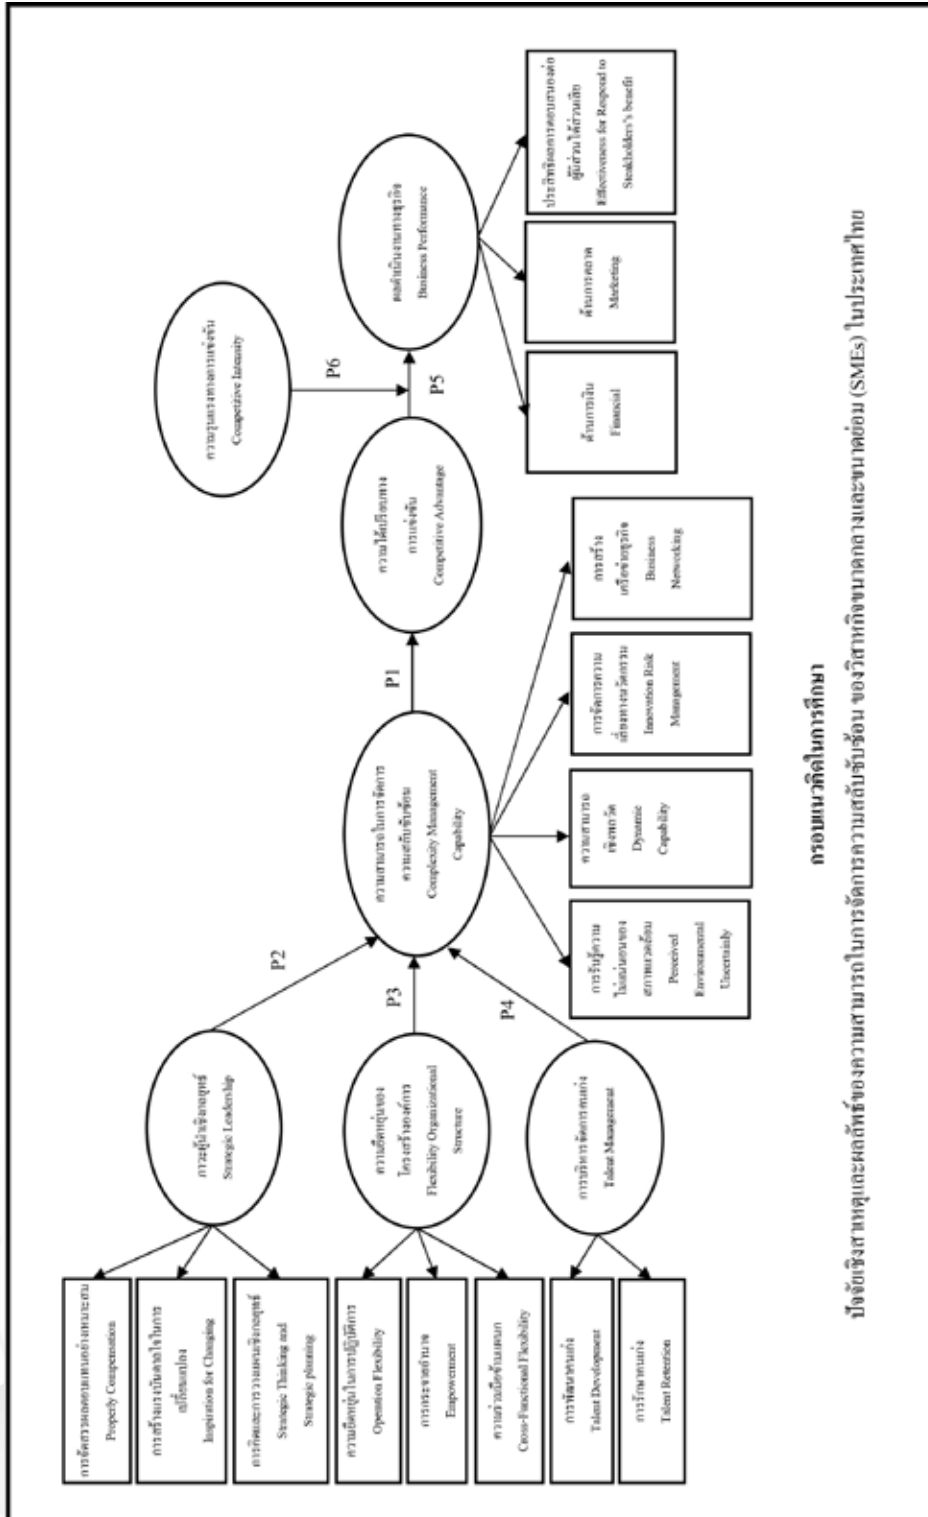 การจัดสรรผลตอบแทนอย่างเหมาะสม
Properly Compensation
การสร้างแรงบันดาลใจในการ
เปลี่ยนแปลง
Inspiration for Changing
การคิดและการวางแผนเชิงกลยุทธ์
Strategic Thinking and
Strategic planning
ความยืดหยุ่นในการปฏิบัติการ
Operation Flexibility
การกระจายอำนาจ
Empowerment
ความร่วมมือข้ามแผนก
Cross-Functional Flexibility
การพัฒนาคนเก่ง
Talent Development
การรักษาคนเก่ง
Talent Retention
ภาวะผู้นำเชิงกลยุทธ์
Strategic Leadership
ความยืดหยุ่นของ
โครงสร้างองค์การ
Flexibility Organizational
Structure
การบริหารจัดการคนเก่ง
Talent Management
P2
P3
P4
ความสามารถในการจัดการ
ความสลับซับซ้อน
Complexity Management
Capability
การรับรู้ความ
ไม่แน่นอนของ
สภาพแวดล้อม
Perceived
Environmental
Uncertainly
ความสามารถ
เชิงพลวัต
Dynamic
Capability
การจัดการความ
เสี่ยงทางนวัตกรรม
Innovation Risk
Management
การสร้าง
เครือข่ายธุรกิจ
Business
Networking
P1
ความได้เปรียบทาง
การแข่งขัน
Competitive Advantage
ความรุนแรงทางการแข่งขัน
Competitive Intensity
P6
P5
ผลดำเนินงานทางธุรกิจ
Business Performance
ด้านการเงิน
Financial
ด้านการตลาด
Marketing
ประสิทธิผลการตอบสนองต่อ
ผู้มีส่วนได้ส่วนเสีย
Effectiveness for Respond to
Steakholders's benefit
กรอบแนวคิดในการศึกษา
ปัจจัยเชิงสาเหตุและผลลัพธ์ของความสามารถในการจัดการความสลับซับซ้อน ของวิสาหกิจขนาดกลางและขนาดย่อม (SMEs) ในประเทศไทย